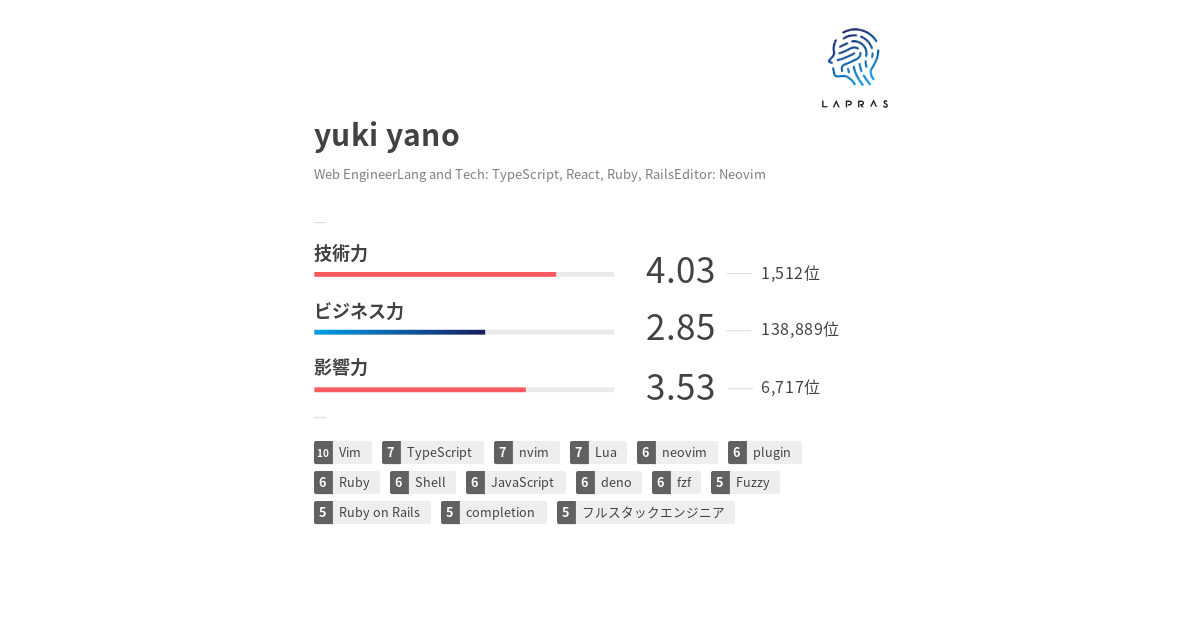 LAPRAS
yuki yano
Web EngineerLang and Tech: TypeScript, React, Ruby, RailsEditor: Neovim
技術力
4.03 1,512位
ビジネス力
2.85 138,889位
影響力
3.53 6,717位
10 Vim 7 TypeScript 7 nvim 7 Lua 6 neovim 6 plugin
6 Ruby 6 Shell 6 JavaScript 6 deno 6 fzf 5 Fuzzy
5 Ruby on Rails 5 completion 5 フルスタックエンジニア